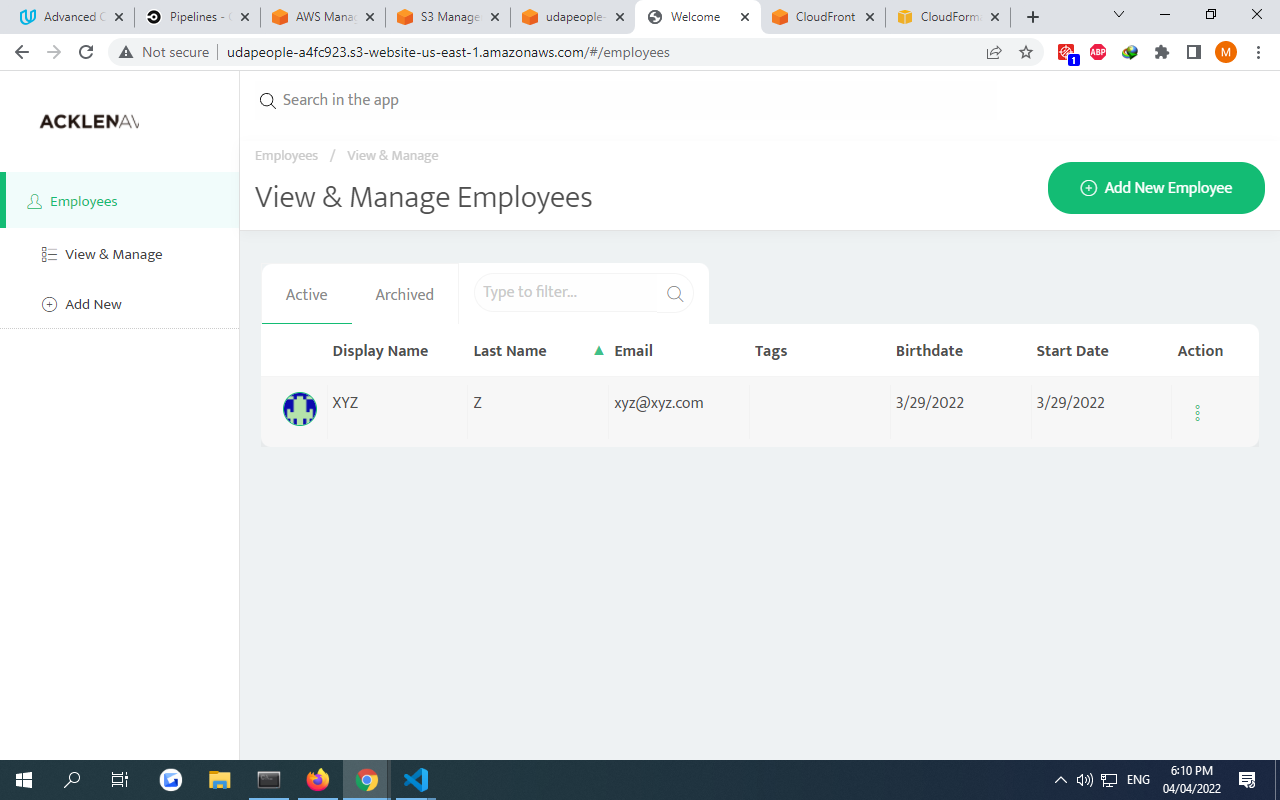 Advanced C
Pipelines - C
AWS Mana
S3 Manage
udapeople-
Welcome
CloudFront
CloudForma
Not secure
udapeople-a4fc923.s3-website-us-east-1.amazonaws.com/#/employees
ABP
1
M
ACKLENAV
Search in the app
Employees / View & Manage
View & Manage Employees
Add New Employee
Employees
View & Manage
Add New
Active
Archived
Type to filter...
Display Name
Last Name
▲
Email
Tags
Birthdate
Start Date
Action
XYZ
Z
xyz@xyz.com
3/29/2022
3/29/2022
ENG
6:10 PM
04/04/2022